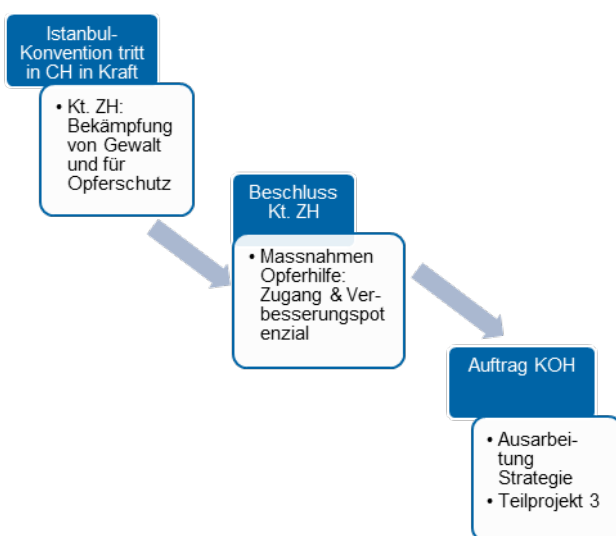 Istanbul-
Konvention tritt
in CH in Kraft
• Kt. ZH:
Bekämpfung
von Gewalt
und für
Opferschutz
Beschluss
Kt. ZH
• Massnahmen
Opferhilfe:
Zugang & Ver-
besserungspot
enzial
Auftrag KOH
• Ausarbei-
tung
Strategie
• Teilprojekt 3